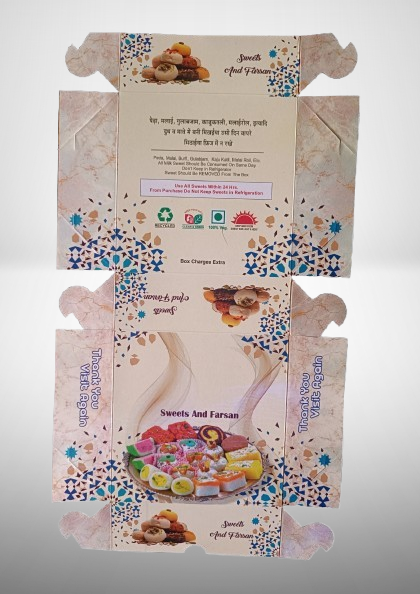 Sweets
And Farsan
पेढा, मलाई, गुलाबजाम, काजूकतली, मलाईरोल, इत्यादि
दुध व मावे में बनी मिठाईयां उसी दिन वापरे
मिठाईयां फ्रिज में न रखे
Peda, Malai, Burfi, Gulabjam, Kaju Katli, Malai Roll, Etc.
All Milk Sweet Should Be Consumed On Same Day
Don't Keep In Refrigerator
Sweet Should Be REMOVED From The Box
Use All Sweets Within 24 Hrs.
From Purchase Do Not Keep Sweets in Refrigeration
RECYCLED
100% Veg.
Box Charges Extra
Sweets
And Farsan
Thank You
Visit Again
Sweets And Farsan
Thank You
Visit Again
Sweets
And Farsan